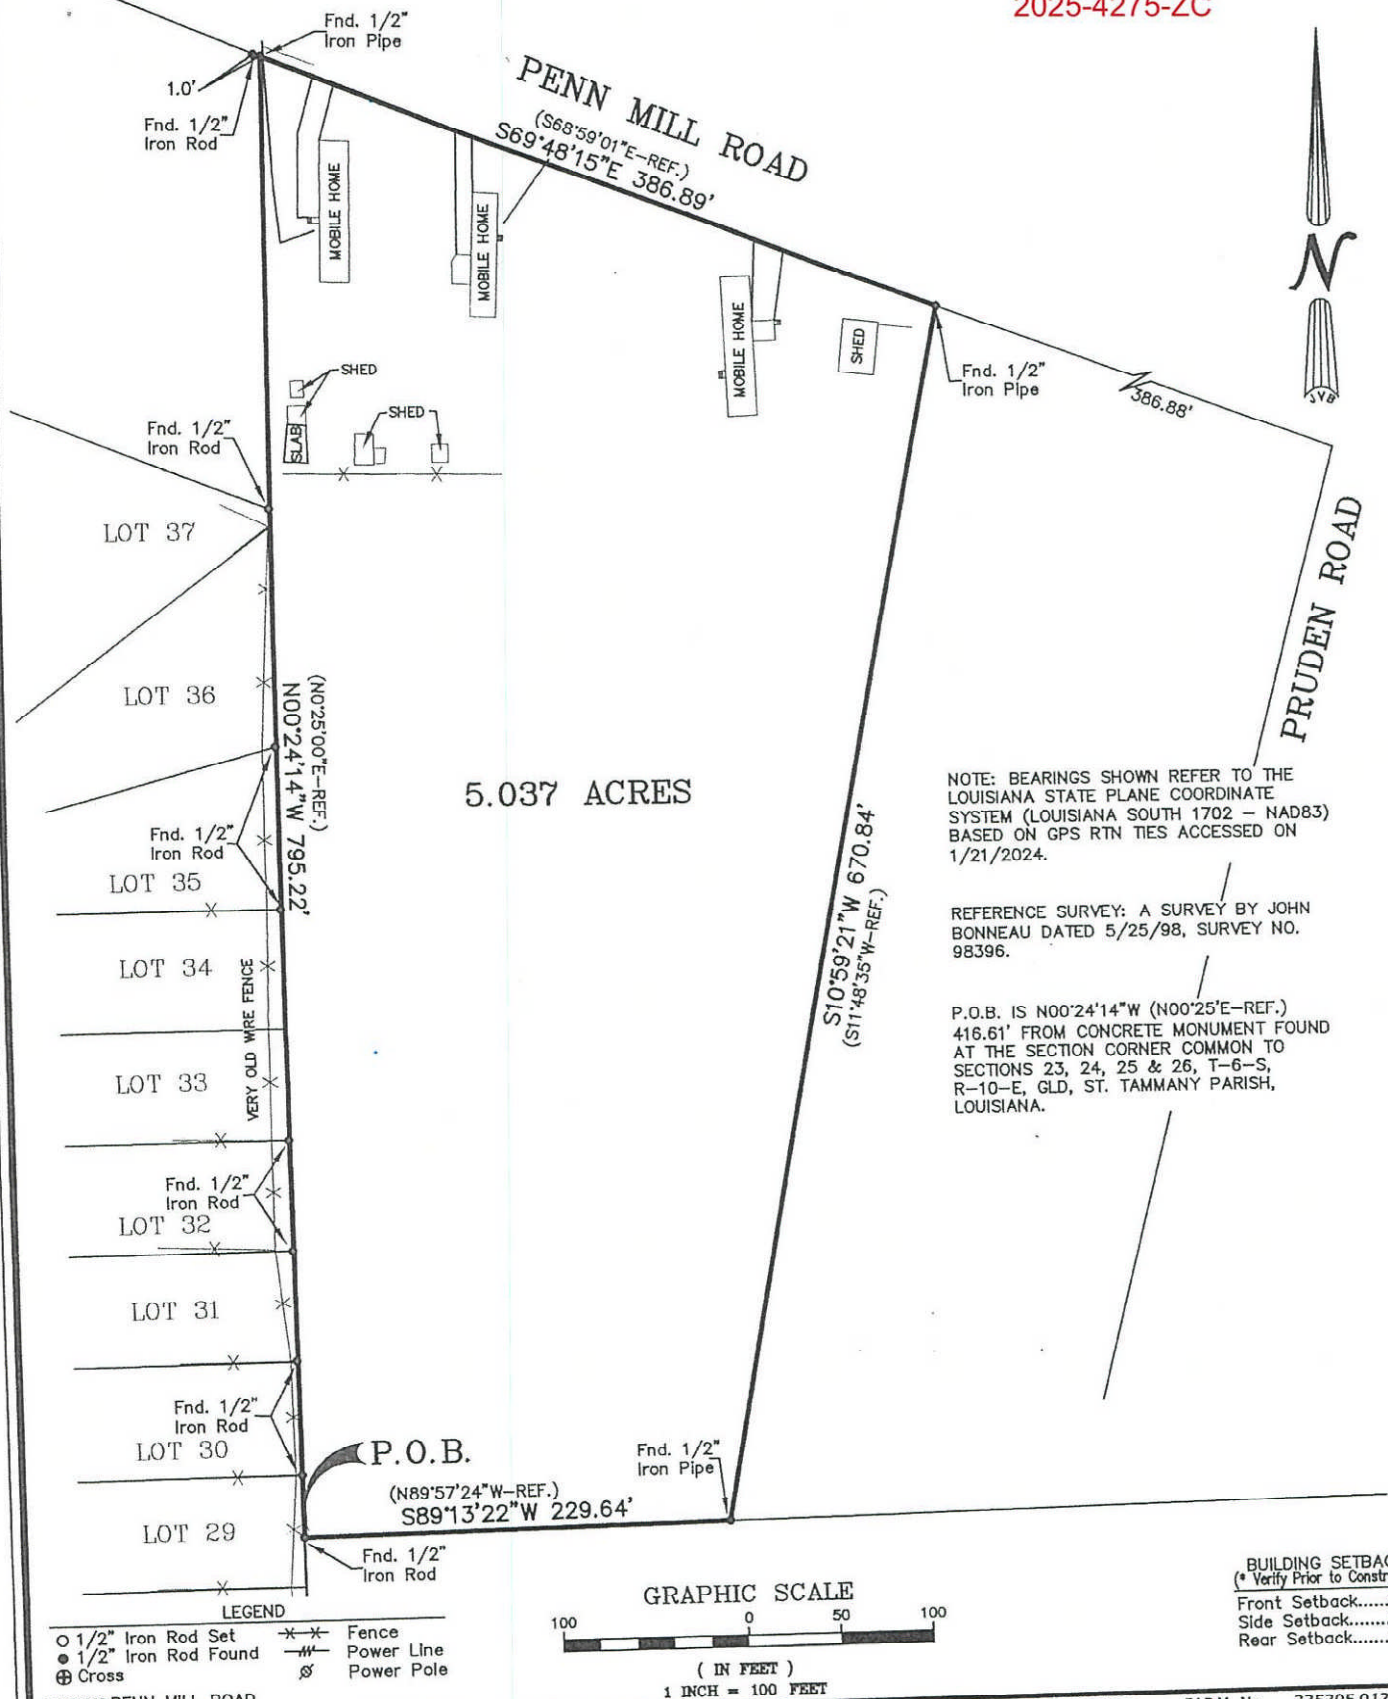 2025-4275-ZC
Fnd. 1/2"
Iron Pipe
1.0'
Fnd. 1/2"
Iron Rod
PENN MILL ROAD
(S68°59'01"E-REF.)
S69°48'15"E 386.89'
MOBILE HOME
MOBILE HOME
MOBILE HOME
SHED
N
JVB
Fnd. 1/2"
Iron Pipe
386.88'
SHED
SHED
SLAB
Fnd. 1/2"
Iron Rod
LOT 37
PRUDEN ROAD
LOT 36
(N0°25'00"E-REF.)
N00°24'14"W 795.22'
5.037 ACRES
NOTE: BEARINGS SHOWN REFER TO THE
LOUISIANA STATE PLANE COORDINATE
SYSTEM (LOUISIANA SOUTH 1702 - NAD83)
BASED ON GPS RTN TIES ACCESSED ON
1/21/2024.
Fnd. 1/2"
Iron Rod
LOT 35
S10°59'21"W 670.84'
(S11°48'35"W-REF.)
REFERENCE SURVEY: A SURVEY BY JOHN
BONNEAU DATED 5/25/98, SURVEY NO.
98396.
LOT 34
VERY OLD WIRE FENCE
P.O.B. IS N00°24'14"W (N00°25'E-REF.)
416.61' FROM CONCRETE MONUMENT FOUND
AT THE SECTION CORNER COMMON TO
SECTIONS 23, 24, 25 & 26, T-6-S,
R-10-E, GLD, ST. TAMMANY PARISH,
LOUISIANA.
LOT 33
Fnd. 1/2"
Iron Rod
LOT 32
LOT 31
Fnd. 1/2"
Iron Rod
LOT 30
P.O.B.
Fnd. 1/2"
Iron Pipe
(N89°57'24"W-REF.)
S89°13'22"W 229.64'
LOT 29
Fnd. 1/2"
Iron Rod
BUILDING SETBAC
(* Verify Prior to Constr
Front Setback......
Side Setback.......
Rear Setback.......
GRAPHIC SCALE
100 0 50 100
( IN FEET )
1 INCH = 100 FEET
LEGEND
1/2" Iron Rod Set
1/2" Iron Rod Found
Cross
Fence
Power Line
Power Pole
PENN MILL ROAD